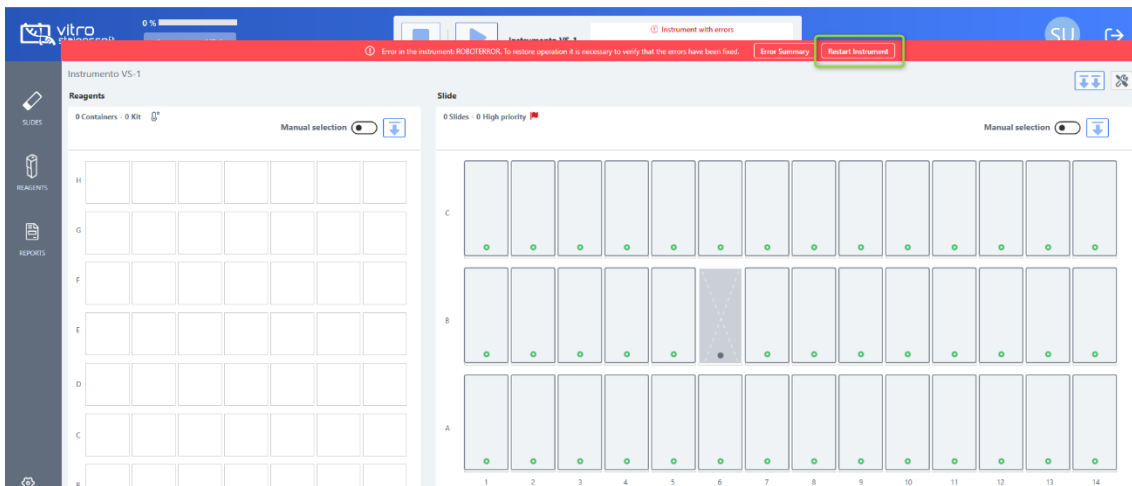 vitro
0 %
Instrument with errors
SU
Error in the instrument: ROBOTERROR. To restore operation it is necessary to verify that the errors have been fixed.
Error Summary
Restart Instrument
Instrumento VS-1
Reagents
Slide
0 Containers - 0 Kit
Manual selection
0 Slides - 0 High priority
Manual selection
SLIDES
REAGENTS
REPORTS
H
G
F
E
D
C
C
B
A
1 2 3 4 5 6 7 8 9 10 11 12 13 14